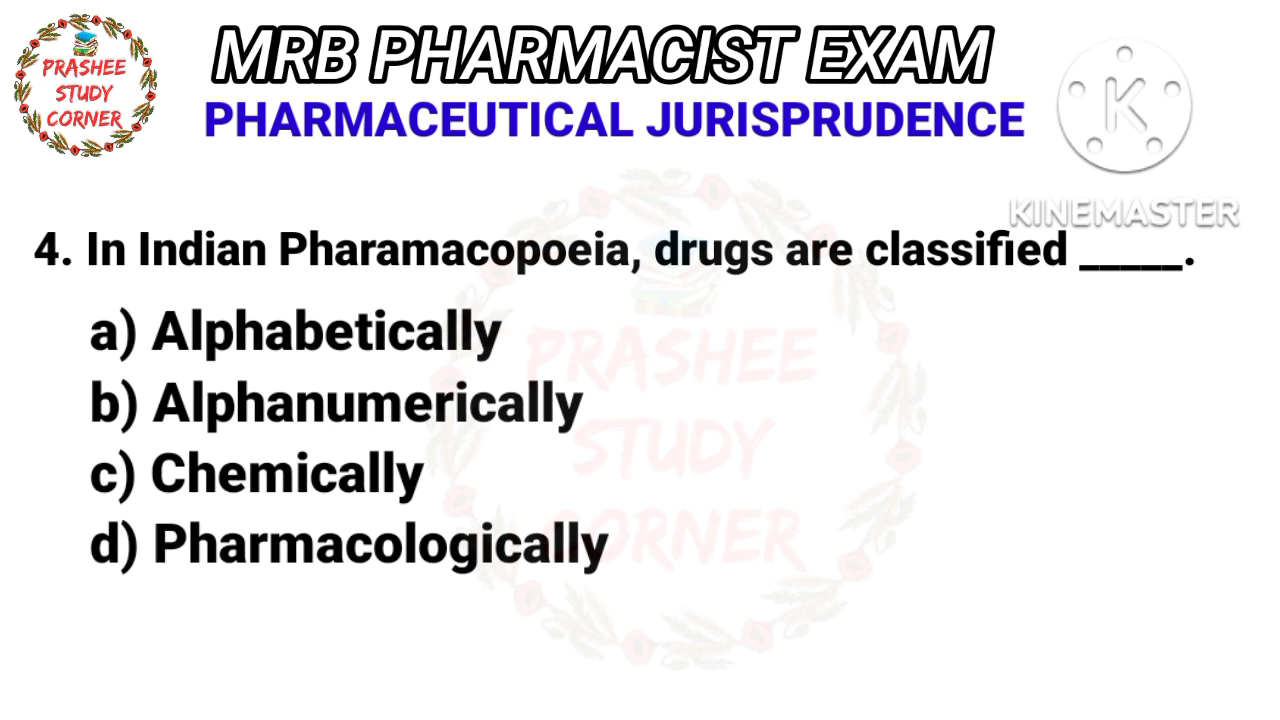 PRASHEE
STUDY
CORNER
MRB PHARMACIST EXAM
PHARMACEUTICAL JURISPRUDENCE
K
KINEMASTER
4. In Indian Pharamacopoeia, drugs are classified _____.
a) Alphabetically
b) Alphanumerically
c) Chemically
d) Pharmacologically
PRASHEE
STUDY
CORNER